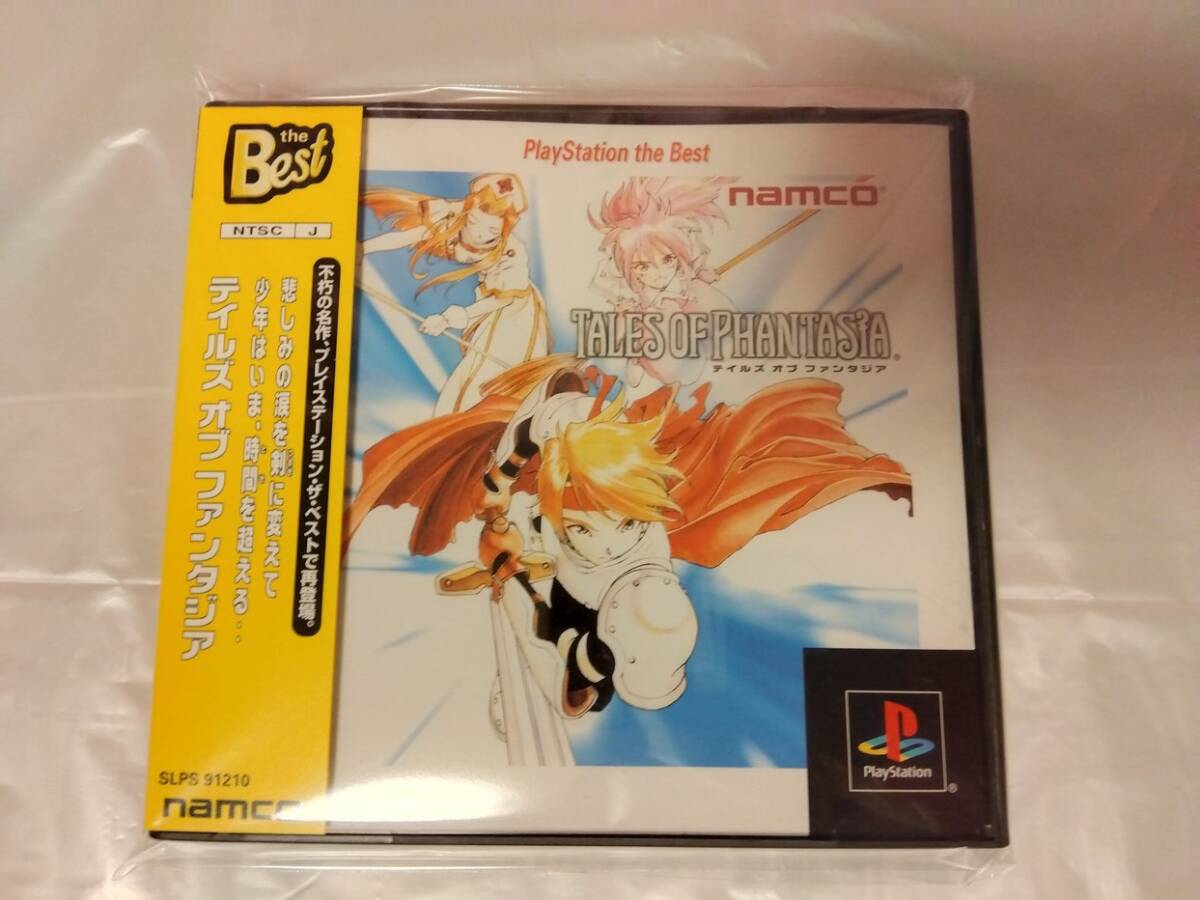 the
Best
NTSC J
不朽の名作、プレイステーション・ザ・ベストで再登場。
悲しみの涙を剣に変えて
少年はいま、時間を超える‥
テイルズ オブ ファンタジア
SLPS 91210
namco
PlayStation the Best
namco®
TALES OF PHANTASIA®
テイルズ オブ ファンタジア
PlayStation®